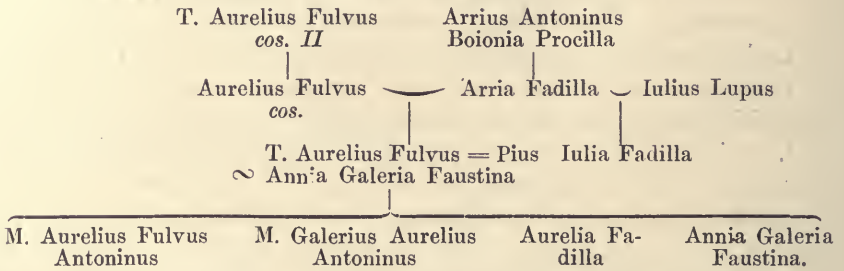 T. Aurelius Fulvus Arrius Antoninus
cos. II Boionia Procilla
Aurelius Fulvus Arria Fadilla Iulius Lupus
cos.
T. Aurelius Fulvus = Pius Iulia Fadilla
∾ Annia Galeria Faustina
M. Aurelius Fulvus M. Galerius Aurelius Aurelia Fa- Annia Galeria
Antoninus Antoninus dilla Faustina.